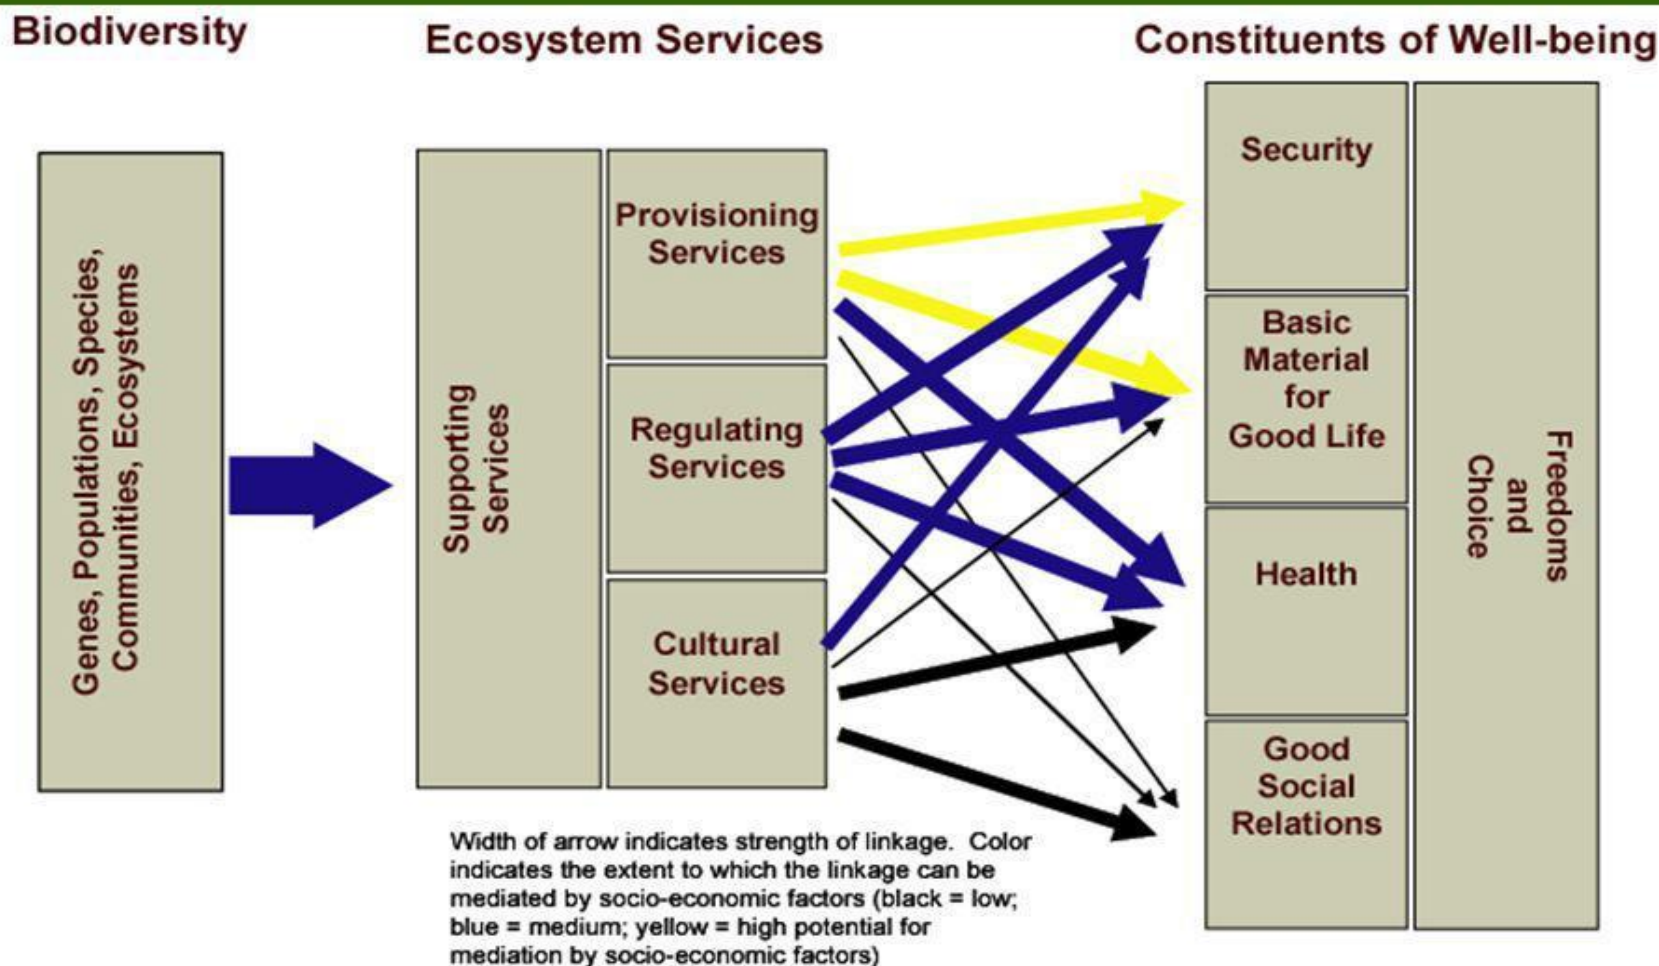 Biodiversity
Ecosystem Services
Constituents of Well-being
Genes, Populations, Species,
Communities, Ecosystems
Supporting
Services
Provisioning
Services
Regulating
Services
Cultural
Services
Security
Basic
Material
for
Good Life
Health
Good
Social
Relations
Freedoms
and
Choice
Width of arrow indicates strength of linkage. Color
indicates the extent to which the linkage can be
mediated by socio-economic factors (black = low;
blue = medium; yellow = high potential for
mediation by socio-economic factors)